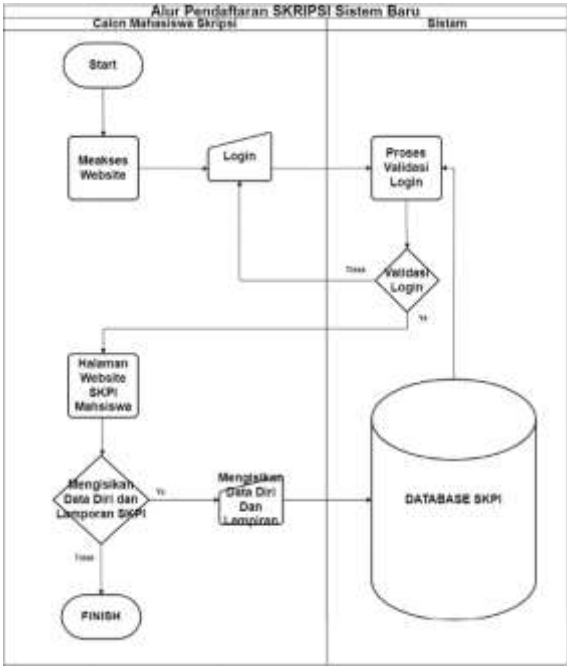 Alur Pendaftaran SKRIPSI Sistem Baru
Calon Mahasiswa Skripsi
Sistam
Start
Meakses
Website
Login
Proses
Validasi
Login
Validasi
Login
Tidak
Ya
Halaman
Website
SKPI
Mahsiswa
Mengisikan
Data Diri dan
Lamporan SKPI
Ya
Mengisikan
Data Diri
Dan
Lampiran
DATABASE SKPI
Tidak
FINISH